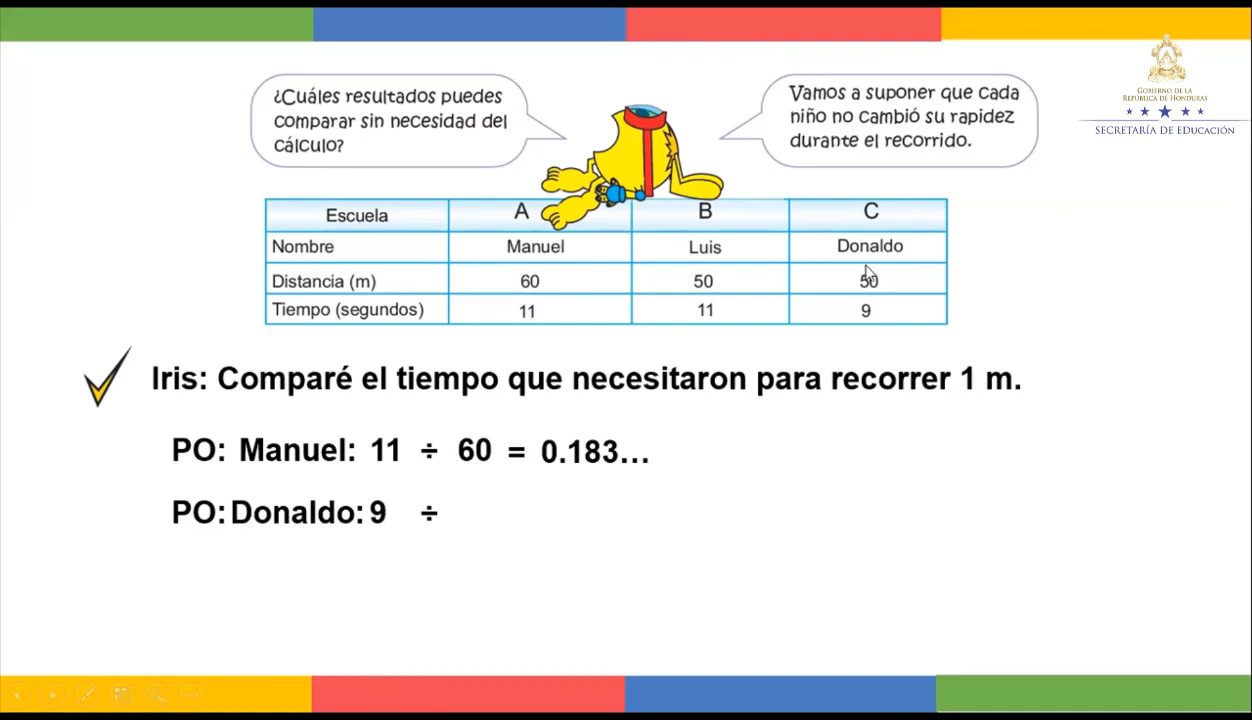 GOBIERNO DE LA
REPÚBLICA DE HONDURAS
SECRETARÍA DE EDUCACIÓN
¿Cuáles resultados puedes
comparar sin necesidad del
cálculo?
Vamos a suponer que cada
niño no cambió su rapidez
durante el recorrido.
Escuela A B C
Nombre Manuel Luis Donaldo
Distancia (m) 60 50 50
Tiempo (segundos) 11 11 9
Iris: Comparé el tiempo que necesitaron para recorrer 1 m.
PO: Manuel: 11 ÷ 60 = 0.183...
PO: Donaldo: 9 ÷